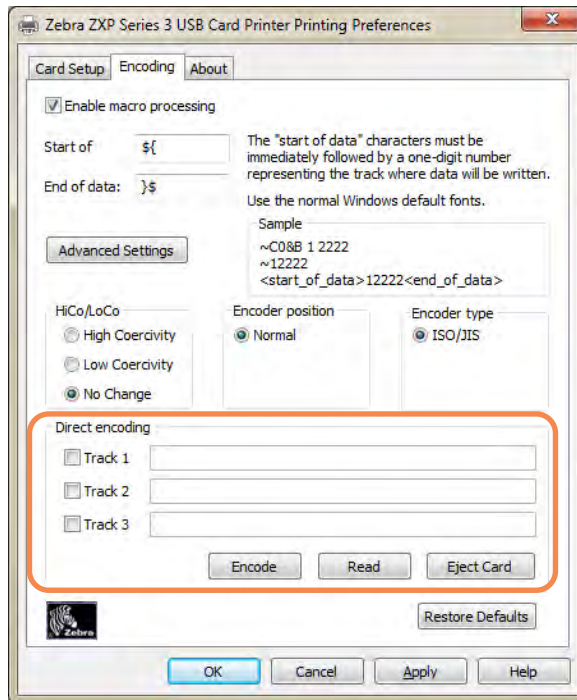 Zebra ZXP Series 3 USB Card Printer Printing Preferences
Card Setup Encoding About
Enable macro processing
Start of ${
End of data: }$
The "start of data" characters must be
immediately followed by a one-digit number
representing the track where data will be written.
Use the normal Windows default fonts.
Advanced Settings
Sample
~C0&B 1 2222
~12222
<start_of_data>12222<end_of_data>
HiCo/LoCo
High Coercivity
Low Coercivity
No Change
Encoder position
Normal
Encoder type
ISO/JIS
Direct encoding
Track 1
Track 2
Track 3
Encode Read Eject Card
Zebra
Restore Defaults
OK Cancel Apply Help